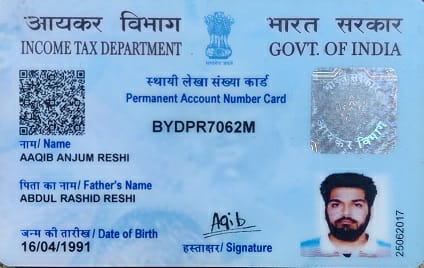 आयकर विभाग
INCOME TAX DEPARTMENT
भारत सरकार
GOVT. OF INDIA
स्थायी लेखा संख्या कार्ड
Permanent Account Number Card
BYDPR7062M
नाम/ Name
AAQIB ANJUM RESHI
पिता का नाम/ Father's Name
ABDUL RASHID RESHI
जन्म की तारीख/ Date of Birth
16/04/1991
Aqib
हस्ताक्षर/ Signature
25062017